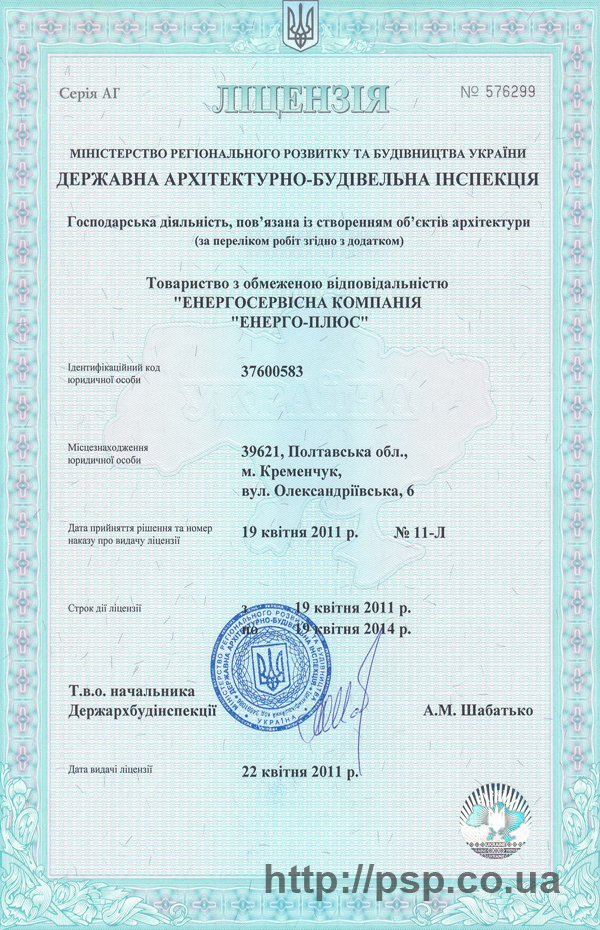 Серія АГ
ЛІЦЕНЗІЯ
№ 576299
МІНІСТЕРСТВО РЕГІОНАЛЬНОГО РОЗВИТКУ ТА БУДІВНИЦТВА УКРАЇНИ
ДЕРЖАВНА АРХІТЕКТУРНО-БУДІВЕЛЬНА ІНСПЕКЦІЯ
Господарська діяльність, пов’язана із створенням об’єктів архітектури
(за переліком робіт згідно з додатком)
Товариство з обмеженою відповідальністю
"ЕНЕРГОСЕРВІСНА КОМПАНІЯ
"ЕНЕРГО-ПЛЮС"
Ідентифікаційний код
юридичної особи
37600583
Місцезнаходження
юридичної особи
39621, Полтавська обл.,
м. Кременчук,
вул. Олександріївська, 6
Дата прийняття рішення та номер
наказу про видачу ліцензії
19 квітня 2011 р. № 11-Л
Строк дії ліцензії
з 19 квітня 2011 р.
по 19 квітня 2014 р.
МІНІСТЕРСТВО РЕГІОНАЛЬНОГО РОЗВИТКУ ТА БУДІВНИЦТВА
ДЕРЖАВНА АРХІТЕКТУРНО-БУДІВЕЛЬНА ІНСПЕКЦІЯ
УКРАЇНА
Т.в.о. начальника
Держархбудінспекції
А.М. Шабатько
Дата видачі ліцензії
22 квітня 2011 р.
http://psp.co.ua